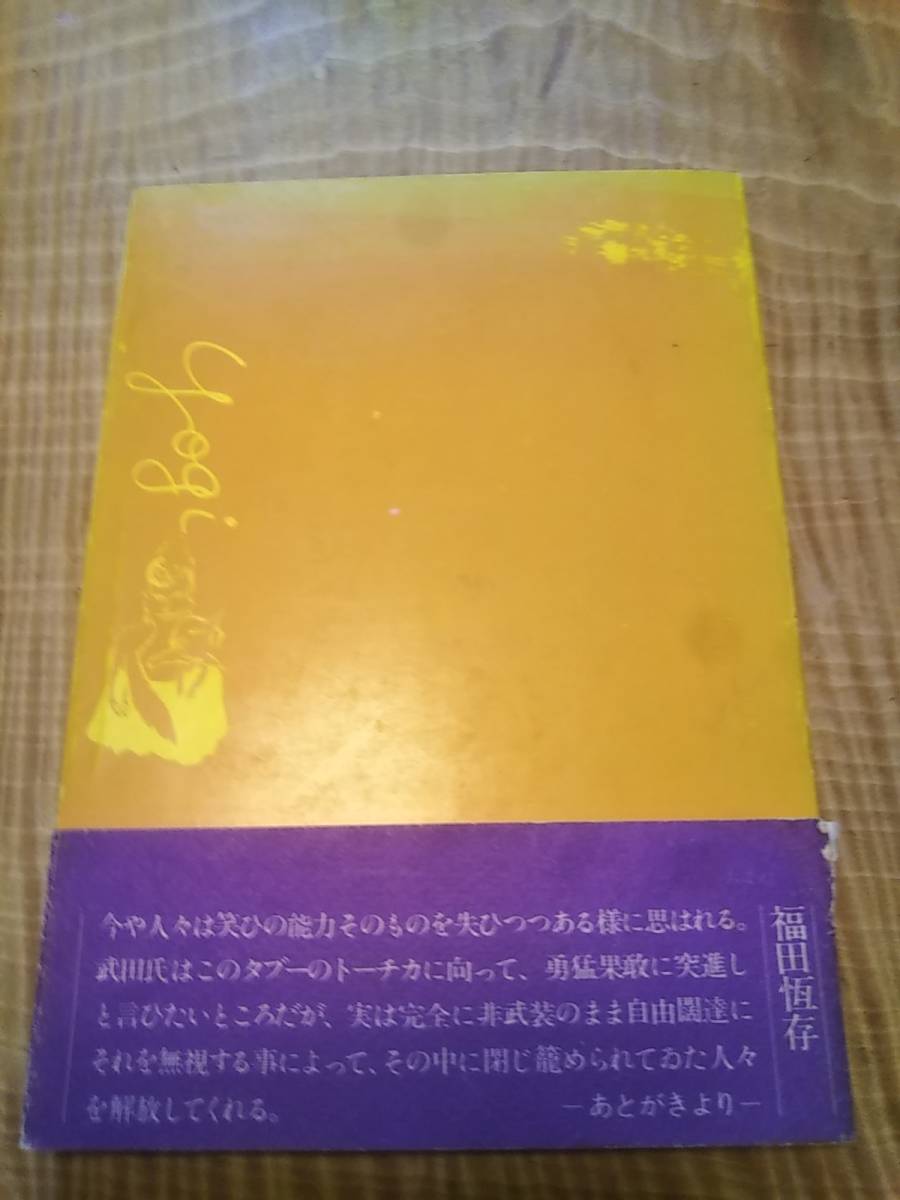 yogi
福田恆存
今や人々は笑ひの能力そのものを失ひつつある様に思はれる。
武田氏はこのタブーのトーチカに向って、勇猛果敢に突進し
と言ひたいところだが、実は完全に非武装のまま自由闊達に
それを無視する事によって、その中に閉じ籠められてゐた人々
を解放してくれる。 —あとがきより—